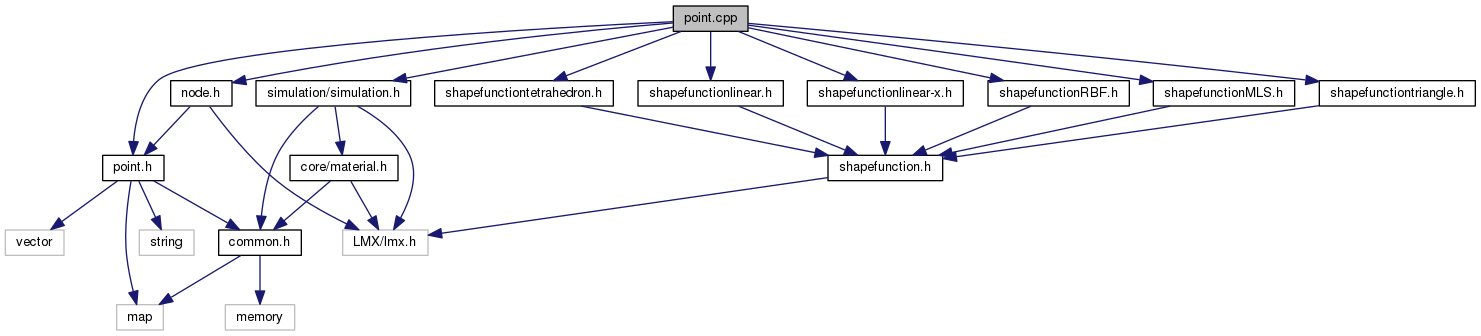 point.cpp
node.h
simulation/simulation.h
shapefunctiontetrahedron.h
shapefunctionlinear.h
shapefunctionlinear-x.h
shapefunctionRBF.h
shapefunctionMLS.h
shapefunctiontriangle.h
point.h
core/material.h
shapefunction.h
vector
string
common.h
LMX/lmx.h
map
memory